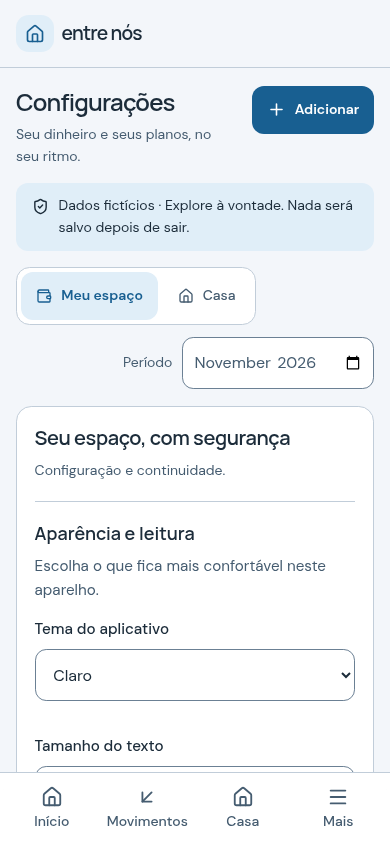 entre nós
Configurações
Adicionar
Seu dinheiro e seus planos, no
seu ritmo.
Dados fictícios · Explore à vontade. Nada será
salvo depois de sair.
Meu espaço
Casa
Período
November 2026
Seu espaço, com segurança
Configuração e continuidade.
Aparência e leitura
Escolha o que fica mais confortável neste
aparelho.
Tema do aplicativo
Claro
Tamanho do texto
Início
Movimentos
Casa
Mais